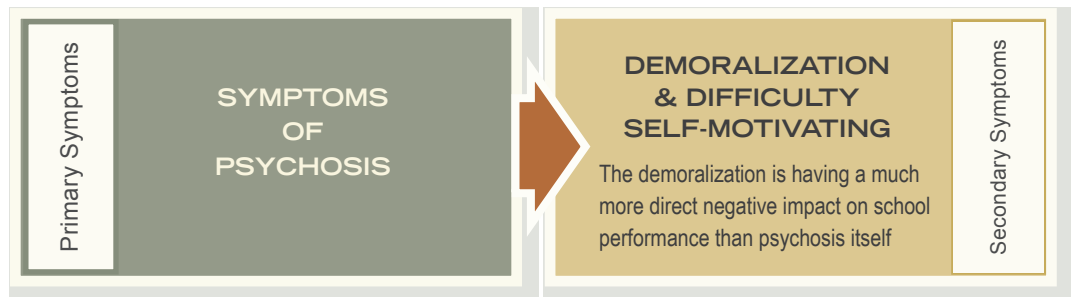 Primary Symptoms
SYMPTOMS
OF
PSYCHOSIS
DEMORALIZATION
& DIFFICULTY
SELF-MOTIVATING
The demoralization is having a much
more direct negative impact on school
performance than psychosis itself
Secondary Symptoms